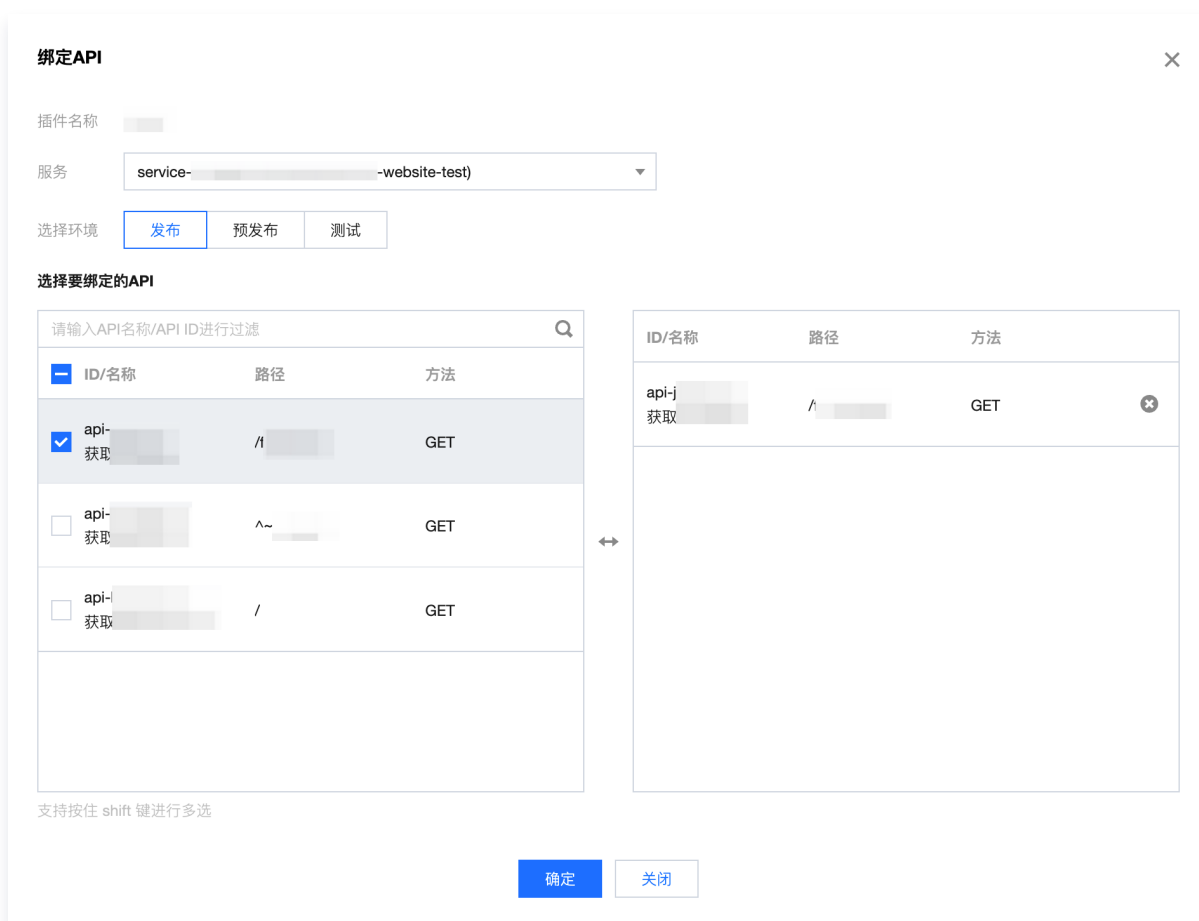 绑定API
插件名称
服务 service- -website-test)
选择环境 发布 预发布 测试
选择要绑定的API
请输入API名称/API ID进行过滤
ID/名称 路径 方法
api-
获取
/f
GET
api-
获取
^~
GET
api-
获取
/
GET
支持按住 shift 键进行多选
ID/名称 路径 方法
api-j
获取
/f
GET
确定 关闭